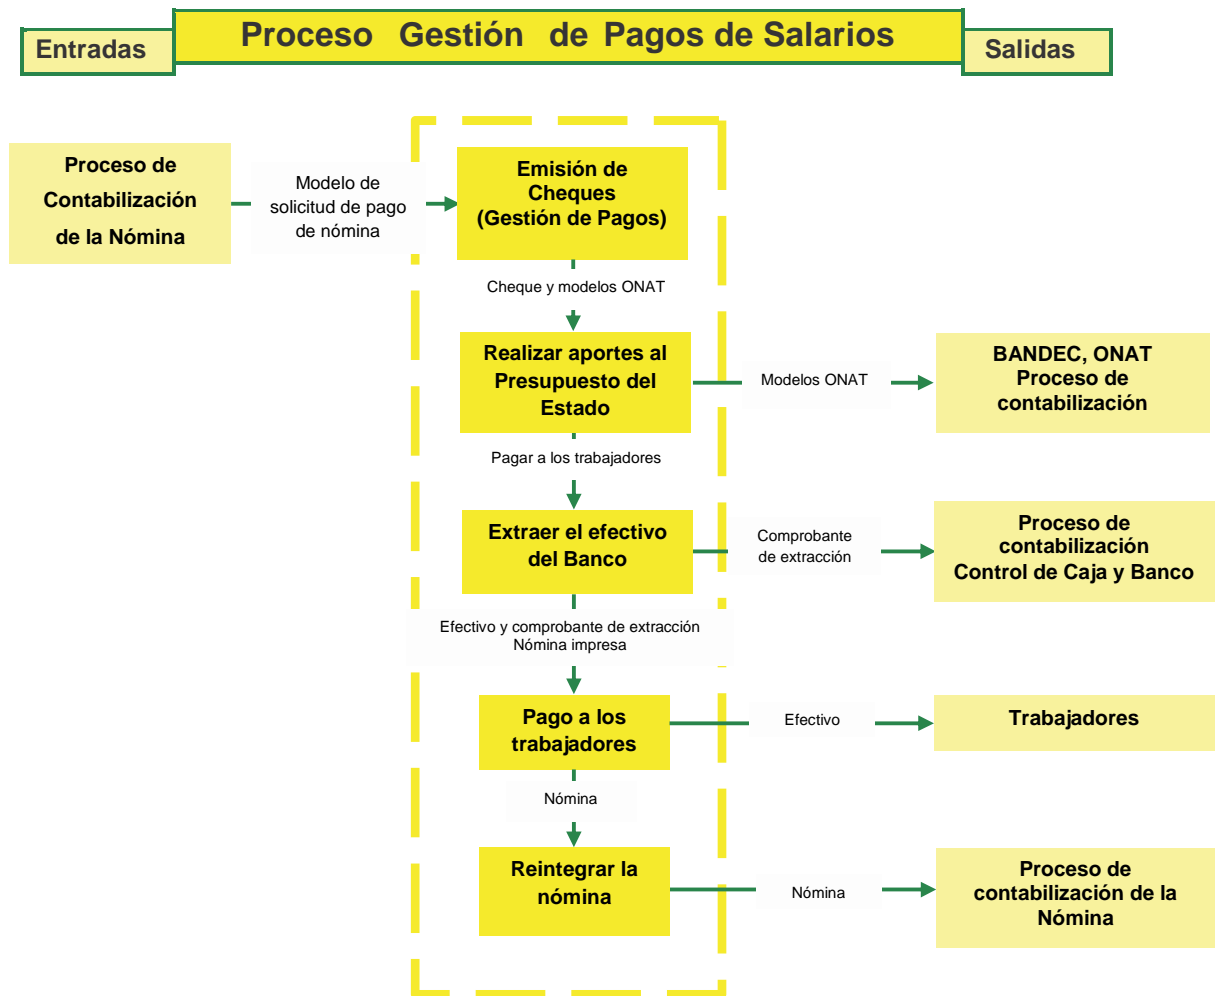 Entradas
Proceso Gestión de Pagos de Salarios
Salidas
Proceso de
Contabilización
de la Nómina
Modelo de
solicitud de pago
de nómina
Emisión de
Cheques
(Gestión de Pagos)
Cheque y modelos ONAT
Realizar aportes al
Presupuesto del
Estado
Modelos ONAT
BANDEC, ONAT
Proceso de
contabilización
Pagar a los trabajadores
Extraer el efectivo
del Banco
Comprobante
de extracción
Proceso de
contabilización
Control de Caja y Banco
Efectivo y comprobante de extracción
Nómina impresa
Pago a los
trabajadores
Efectivo
Trabajadores
Nómina
Reintegrar la
nómina
Nómina
Proceso de
contabilización de la
Nómina